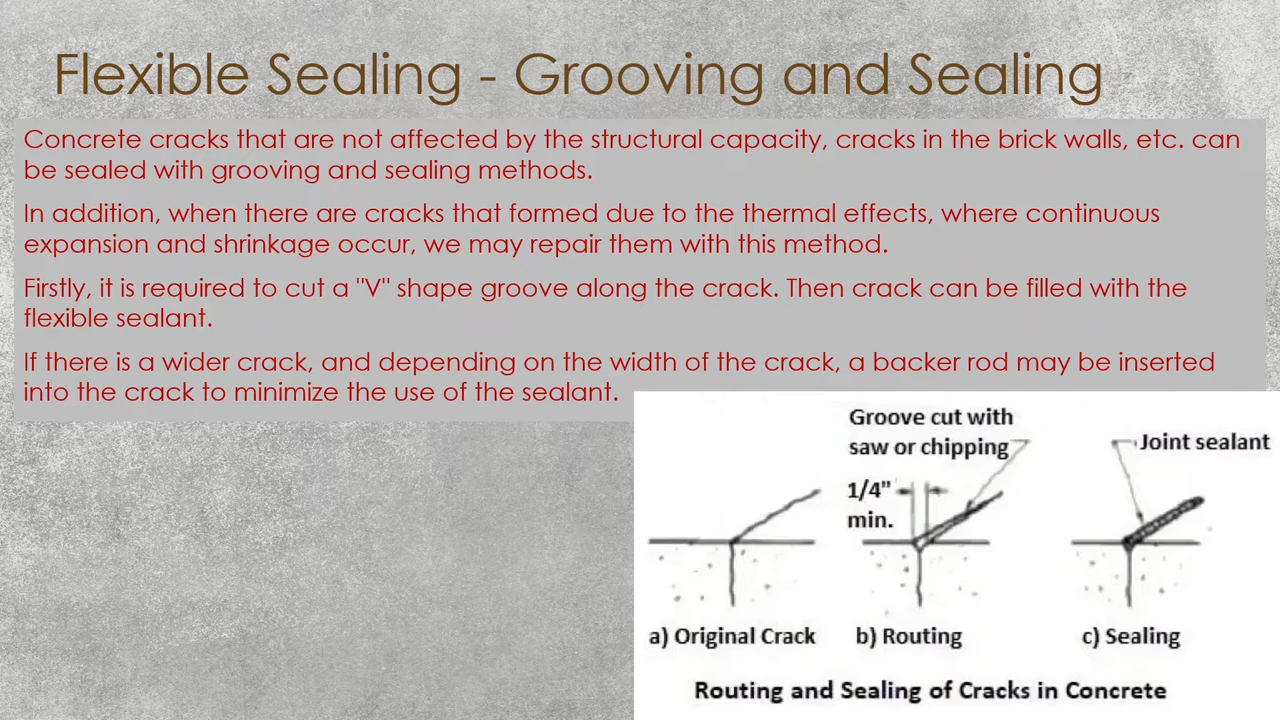 Flexible Sealing - Grooving and Sealing
Concrete cracks that are not affected by the structural capacity, cracks in the brick walls, etc. can
be sealed with grooving and sealing methods.
In addition, when there are cracks that formed due to the thermal effects, where continuous
expansion and shrinkage occur, we may repair them with this method.
Firstly, it is required to cut a "V" shape groove along the crack. Then crack can be filled with the
flexible sealant.
If there is a wider crack, and depending on the width of the crack, a backer rod may be inserted
into the crack to minimize the use of the sealant.
Groove cut with
saw or chipping
Joint sealant
1/4"
min.
a) Original Crack
b) Routing
c) Sealing
Routing and Sealing of Cracks in Concrete